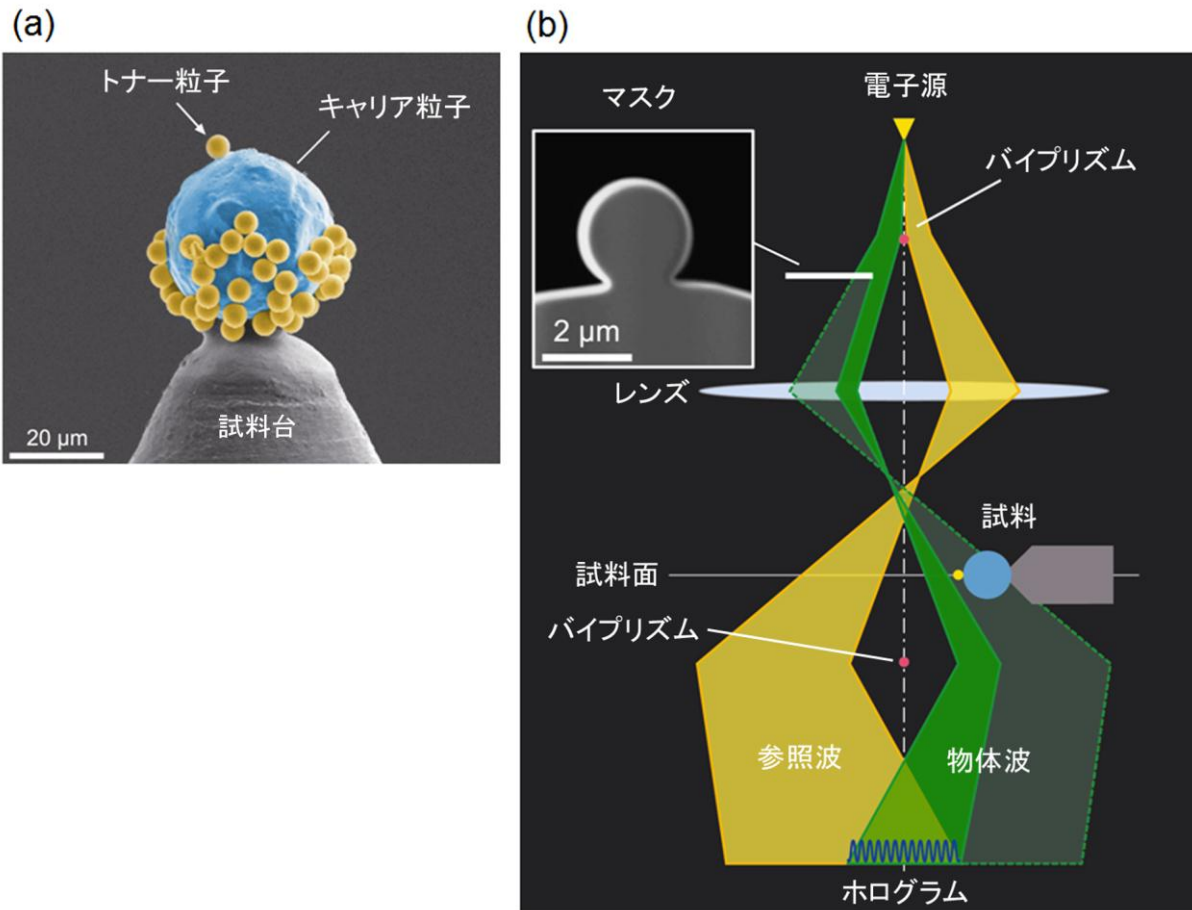 (a)
トナー粒子
キャリア粒子
試料台
20 μm
(b)
マスク
電子源
バイプリズム
2 μm
レンズ
試料
試料面
バイプリズム
参照波
物体波
ホログラム